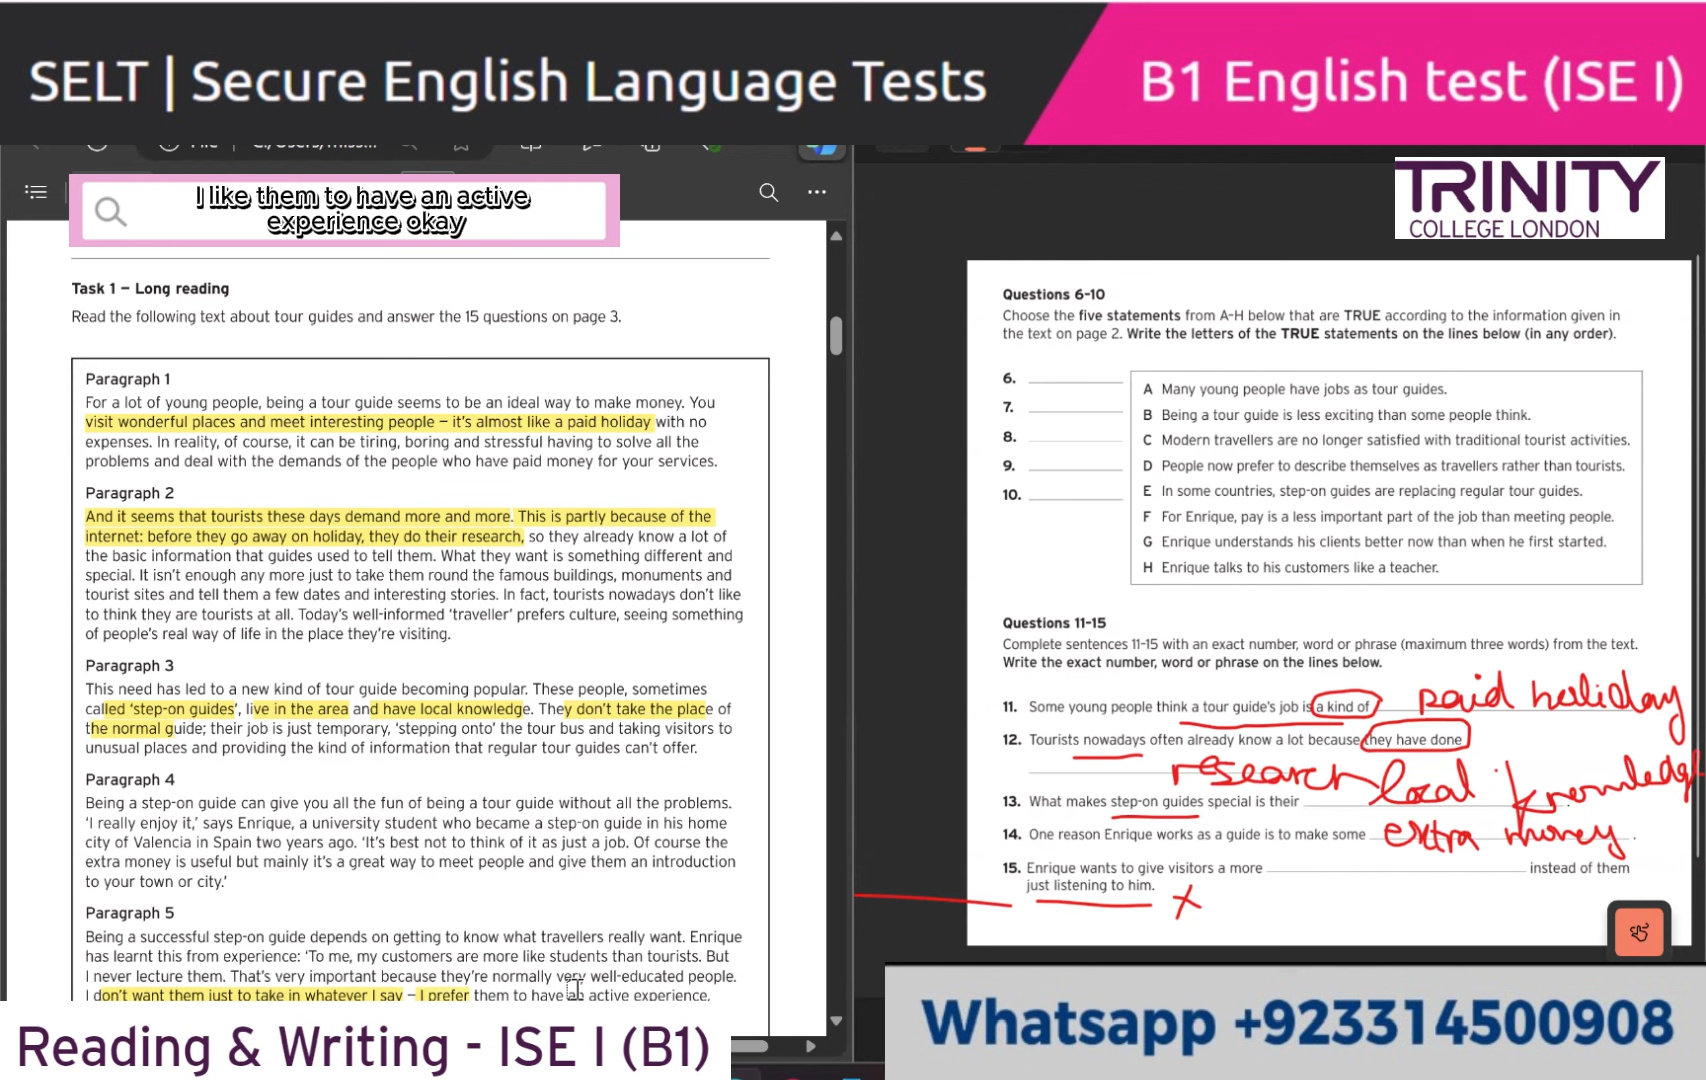 SELT | Secure English Language Tests
B1 English test (ISE I)
I like them to have an active
experience okay
TRINITY
COLLEGE LONDON
Task 1 – Long reading
Read the following text about tour guides and answer the 15 questions on page 3.
Paragraph 1
For a lot of young people, being a tour guide seems to be an ideal way to make money. You
visit wonderful places and meet interesting people – it's almost like a paid holiday with no
expenses. In reality, of course, it can be tiring, boring and stressful having to solve all the
problems and deal with the demands of the people who have paid money for your services.
Paragraph 2
And it seems that tourists these days demand more and more. This is partly because of the
internet: before they go away on holiday, they do their research, so they already know a lot of
the basic information that guides used to tell them. What they want is something different and
special. It isn't enough any more just to take them round the famous buildings, monuments and
tourist sites and tell them a few dates and interesting stories. In fact, tourists nowadays don't like
to think they are tourists at all. Today's well-informed 'traveller' prefers culture, seeing something
of people's real way of life in the place they're visiting.
Paragraph 3
This need has led to a new kind of tour guide becoming popular. These people, sometimes
called 'step-on guides', live in the area and have local knowledge. They don't take the place of
the normal guide; their job is just temporary, 'stepping onto' the tour bus and taking visitors to
unusual places and providing the kind of information that regular tour guides can't offer.
Paragraph 4
Being a step-on guide can give you all the fun of being a tour guide without all the problems.
'I really enjoy it,' says Enrique, a university student who became a step-on guide in his home
city of Valencia in Spain two years ago. 'It's best not to think of it as just a job. Of course the
extra money is useful but mainly it's a great way to meet people and give them an introduction
to your town or city.'
Paragraph 5
Being a successful step-on guide depends on getting to know what travellers really want. Enrique
has learnt this from experience: 'To me, my customers are more like students than tourists. But
I never lecture them. That's very important because they're normally very well-educated people.
I don't want them just to take in whatever I say – I prefer them to have an active experience.
Questions 6–10
Choose the five statements from A–H below that are TRUE according to the information given in
the text on page 2. Write the letters of the TRUE statements on the lines below (in any order).
6.
7.
8.
9.
10.
A Many young people have jobs as tour guides.
B Being a tour guide is less exciting than some people think.
C Modern travellers are no longer satisfied with traditional tourist activities.
D People now prefer to describe themselves as travellers rather than tourists.
E In some countries, step-on guides are replacing regular tour guides.
F For Enrique, pay is a less important part of the job than meeting people.
G Enrique understands his clients better now than when he first started.
H Enrique talks to his customers like a teacher.
Questions 11–15
Complete sentences 11–15 with an exact number, word or phrase (maximum three words) from the text.
Write the exact number, word or phrase on the lines below.
11. Some young people think a tour guide's job is a kind of paid holiday
12. Tourists nowadays often already know a lot because they have done
research
13. What makes step-on guides special is their local knowledge
14. One reason Enrique works as a guide is to make some extra money .
15. Enrique wants to give visitors a more instead of them
just listening to him. X
Reading & Writing - ISE I (B1)
Whatsapp +923314500908